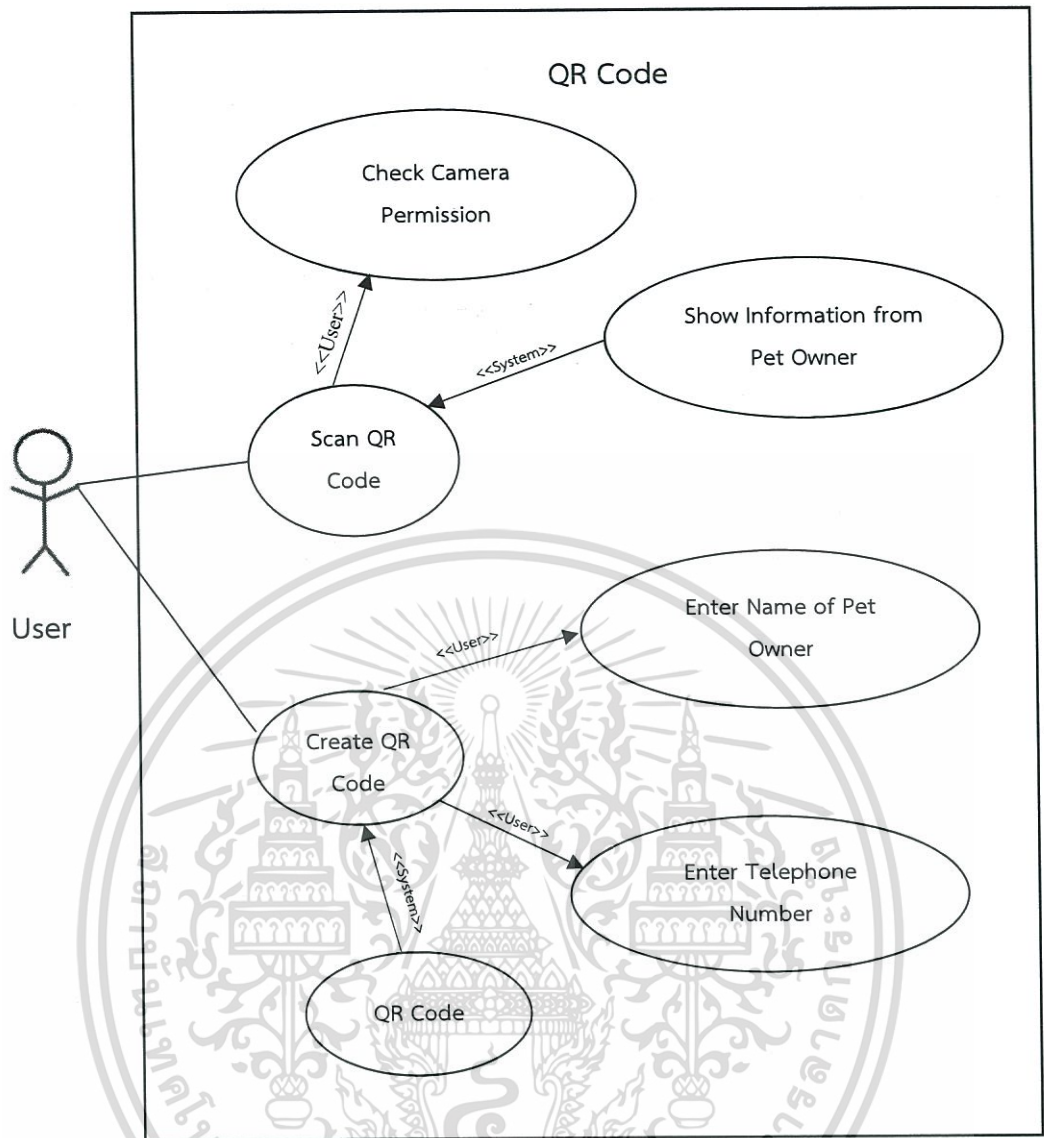 QR Code
Check Camera
Permission
<<User>>
Show Information from
Pet Owner
<<System>>
Scan QR
Code
User
Enter Name of Pet
Owner
<<User>>
Create QR
Code
<<User>>
Enter Telephone
Number
<<System>>
QR Code